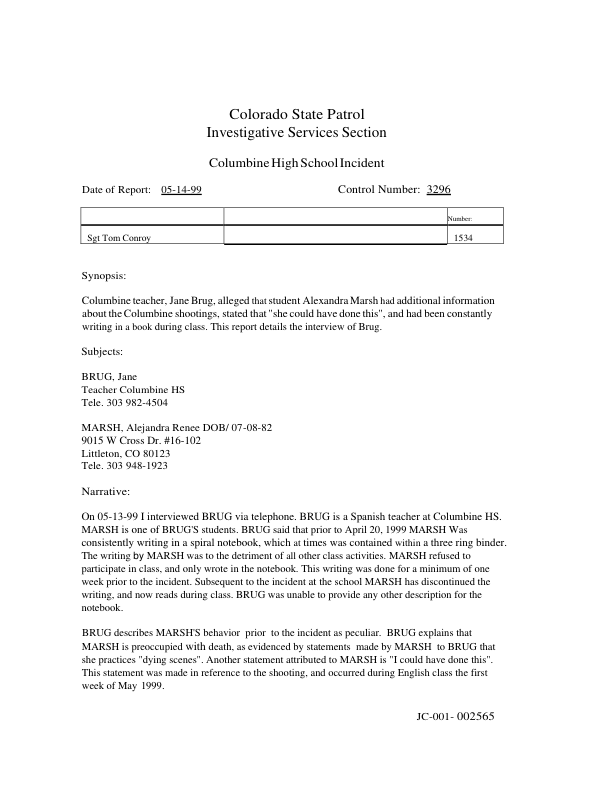 Colorado State Patrol
Investigative Services Section
Columbine High School Incident
Date of Report: 05-14-99 Control Number: 3296
Number:
Sgt Tom Conroy 1534
Synopsis:
Columbine teacher, Jane Brug, alleged that student Alexandra Marsh had additional information
about the Columbine shootings, stated that "she could have done this", and had been constantly
writing in a book during class. This report details the interview of Brug.
Subjects:
BRUG, Jane
Teacher Columbine HS
Tele. 303 982-4504
MARSH, Alejandra Renee DOB/ 07-08-82
9015 W Cross Dr. #16-102
Littleton, CO 80123
Tele. 303 948-1923
Narrative:
On 05-13-99 I interviewed BRUG via telephone. BRUG is a Spanish teacher at Columbine HS.
MARSH is one of BRUG'S students. BRUG said that prior to April 20, 1999 MARSH Was
consistently writing in a spiral notebook, which at times was contained within a three ring binder.
The writing by MARSH was to the detriment of all other class activities. MARSH refused to
participate in class, and only wrote in the notebook. This writing was done for a minimum of one
week prior to the incident. Subsequent to the incident at the school MARSH has discontinued the
writing, and now reads during class. BRUG was unable to provide any other description for the
notebook.
BRUG describes MARSH'S behavior prior to the incident as peculiar. BRUG explains that
MARSH is preoccupied with death, as evidenced by statements made by MARSH to BRUG that
she practices "dying scenes". Another statement attributed to MARSH is "I could have done this".
This statement was made in reference to the shooting, and occurred during English class the first
week of May 1999.
JC-001- 002565